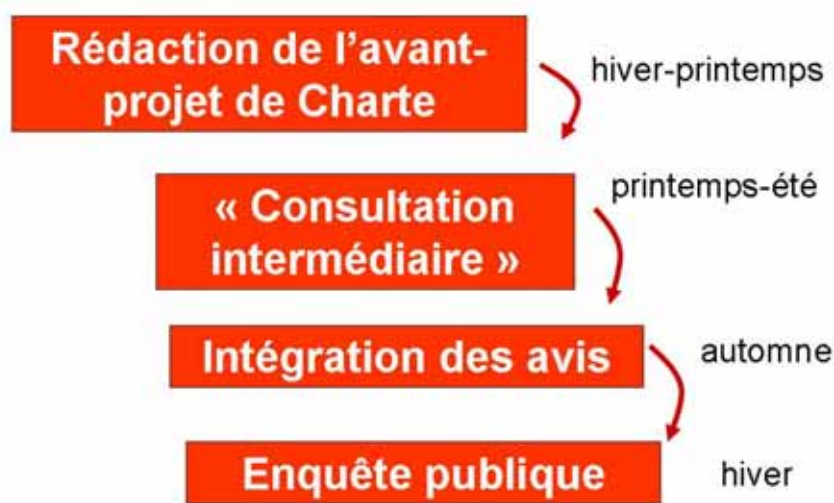 Rédaction de l'avant-
projet de Charte
hiver-printemps
« Consultation
intermédiaire »
printemps-été
Intégration des avis
automne
Enquête publique
hiver